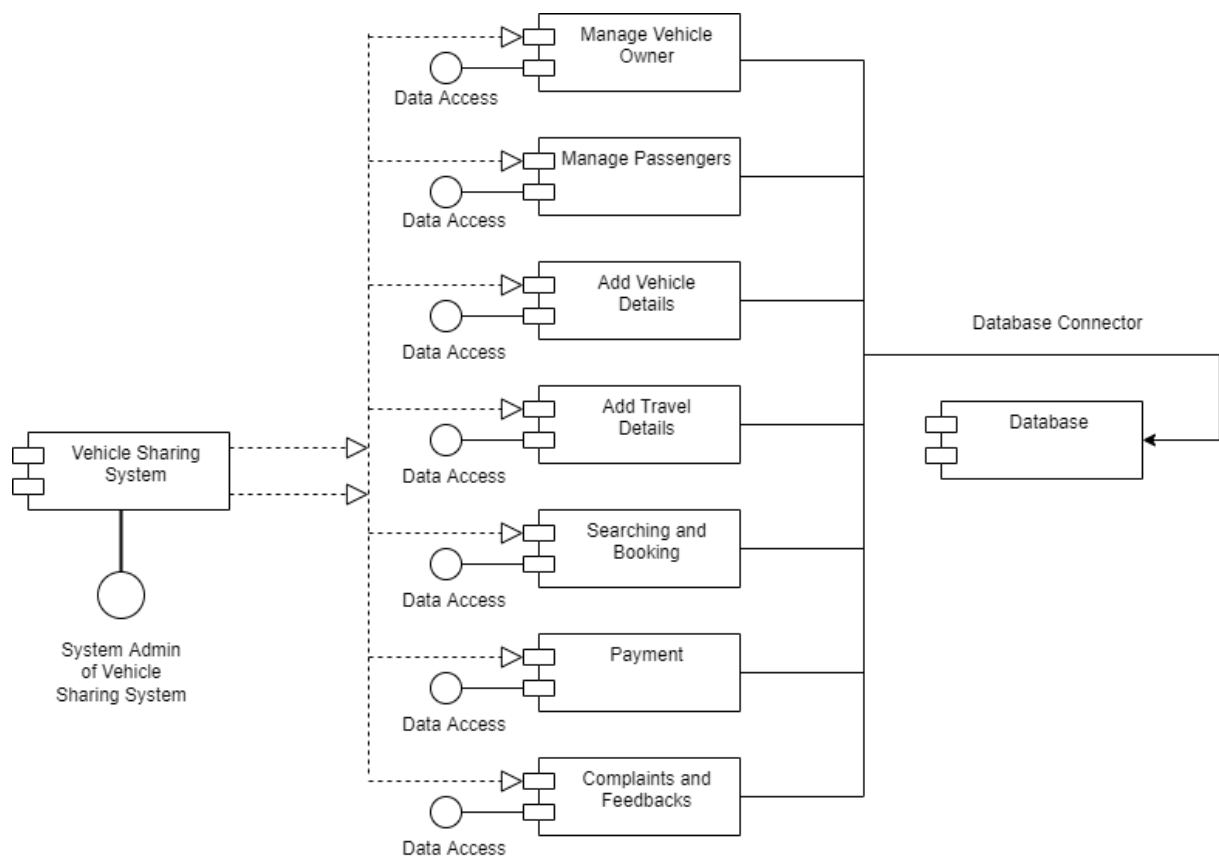 Manage Vehicle
Owner
Data Access
Manage Passengers
Data Access
Add Vehicle
Details
Data Access
Database Connector
Add Travel
Details
Data Access
Database
Vehicle Sharing
System
Searching and
Booking
Data Access
System Admin
of Vehicle
Sharing System
Payment
Data Access
Complaints and
Feedbacks
Data Access